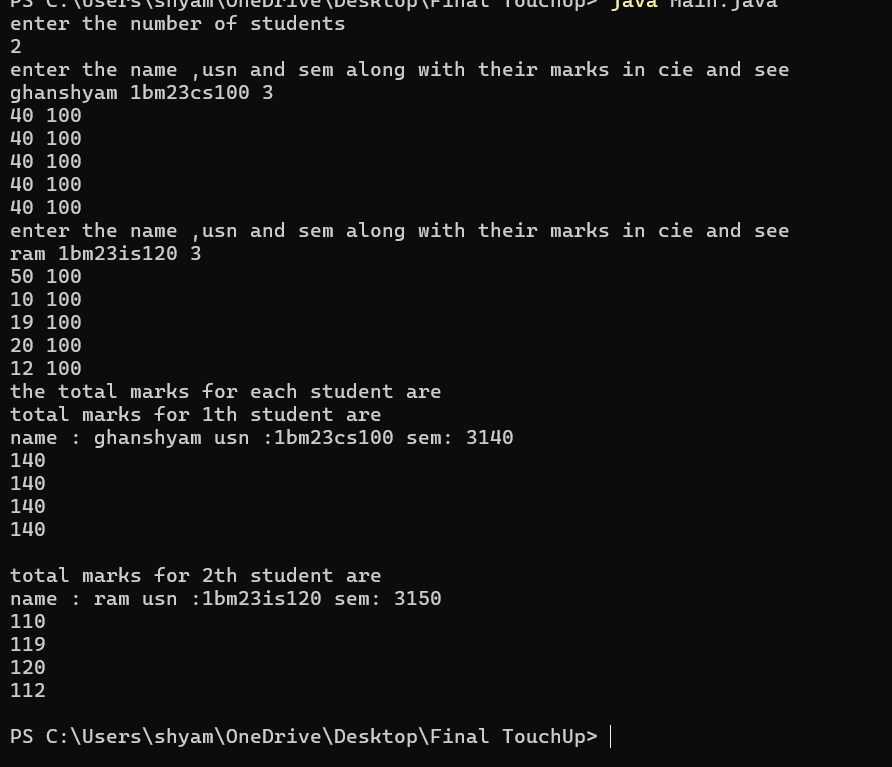 PS C:\Users\shyam\OneDrive\Desktop\Final TouchUp> java Main.java
enter the number of students
2
enter the name ,usn and sem along with their marks in cie and see
ghanshyam 1bm23cs100 3
40 100
40 100
40 100
40 100
40 100
enter the name ,usn and sem along with their marks in cie and see
ram 1bm23is120 3
50 100
10 100
19 100
20 100
12 100
the total marks for each student are
total marks for 1th student are
name : ghanshyam usn :1bm23cs100 sem: 3140
140
140
140
140
total marks for 2th student are
name : ram usn :1bm23is120 sem: 3150
110
119
120
112
PS C:\Users\shyam\OneDrive\Desktop\Final TouchUp>